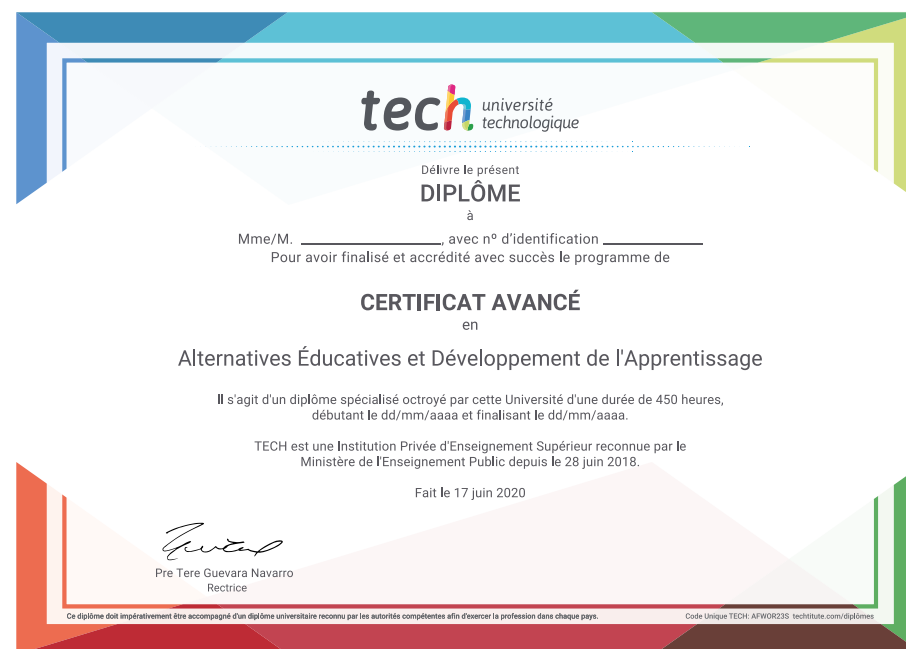 tech université
technologique
Délivre le présent
DIPLÔME
à
Mme/M. ____________________, avec nº d'identification ______________
Pour avoir finalisé et accrédité avec succès le programme de
CERTIFICAT AVANCÉ
en
Alternatives Éducatives et Développement de l'Apprentissage
Il s'agit d'un diplôme spécialisé octroyé par cette Université d'une durée de 450 heures,
débutant le dd/mm/aaaa et finalisant le dd/mm/aaaa.
TECH est une Institution Privée d'Enseignement Supérieur reconnue par le
Ministère de l'Enseignement Public depuis le 28 juin 2018.
Fait le 17 juin 2020
Pre Tere Guevara Navarro
Rectrice
Ce diplôme doit impérativement être accompagné d'un diplôme universitaire reconnu par les autorités compétentes afin d'exercer la profession dans chaque pays.
Code Unique TECH: AFWOR23S techtitute.com/diplômes